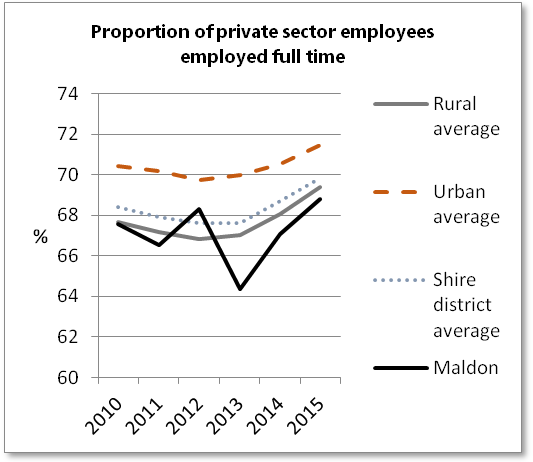 Proportion of private sector employees
employed full time
74
72
70
68
66
64
62
60
%
2010
2011
2012
2013
2014
2015
Rural
average
Urban
average
Shire
district
average
Maldon